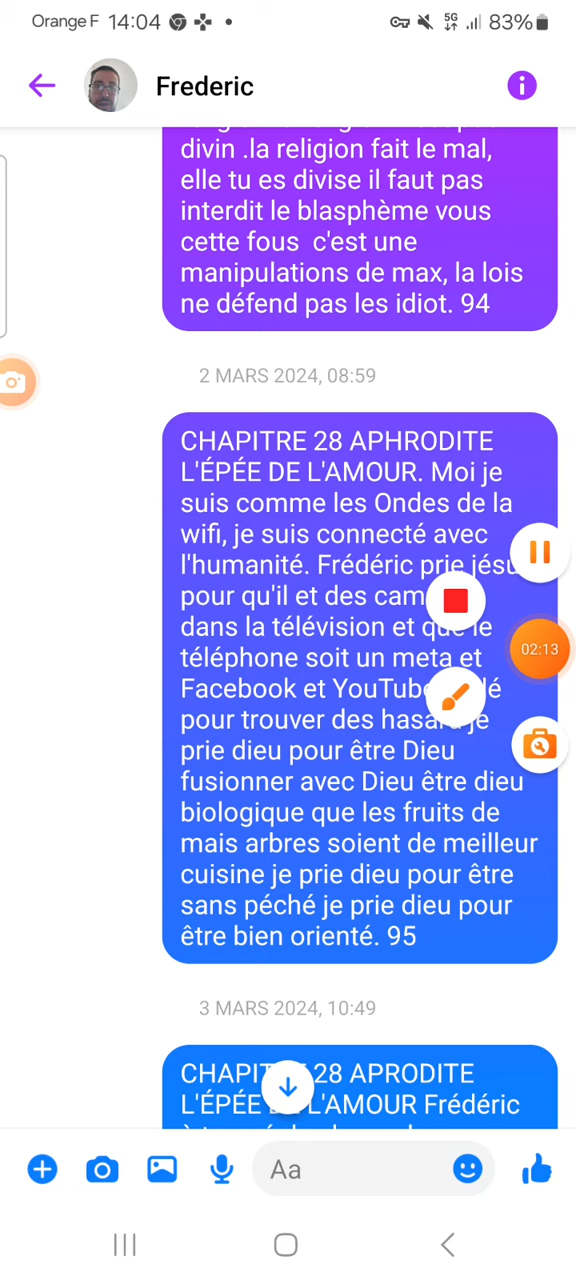 Orange F 14:04
5G 83%
Frederic
divin .la religion fait le mal,
elle tu es divise il faut pas
interdit le blasphème vous
cette fous c'est une
manipulations de max, la lois
ne défend pas les idiot. 94
2 MARS 2024, 08:59
CHAPITRE 28 APHRODITE
L'ÉPÉE DE L'AMOUR. Moi je
suis comme les Ondes de la
wifi, je suis connecté avec
l'humanité. Frédéric prie
pour qu'il et des
dans la télévision et que le
téléphone soit un meta et
Facebook et
02:13
pour trouver des je
prie dieu pour être Dieu
fusionner avec Dieu être dieu
biologique que les fruits de
mais arbres soient de meilleur
cuisine je prie dieu pour être
sans péché je prie dieu pour
être bien orienté. 95
3 MARS 2024, 10:49
28 APRODITE
L'AMOUR Frédéric
Aa